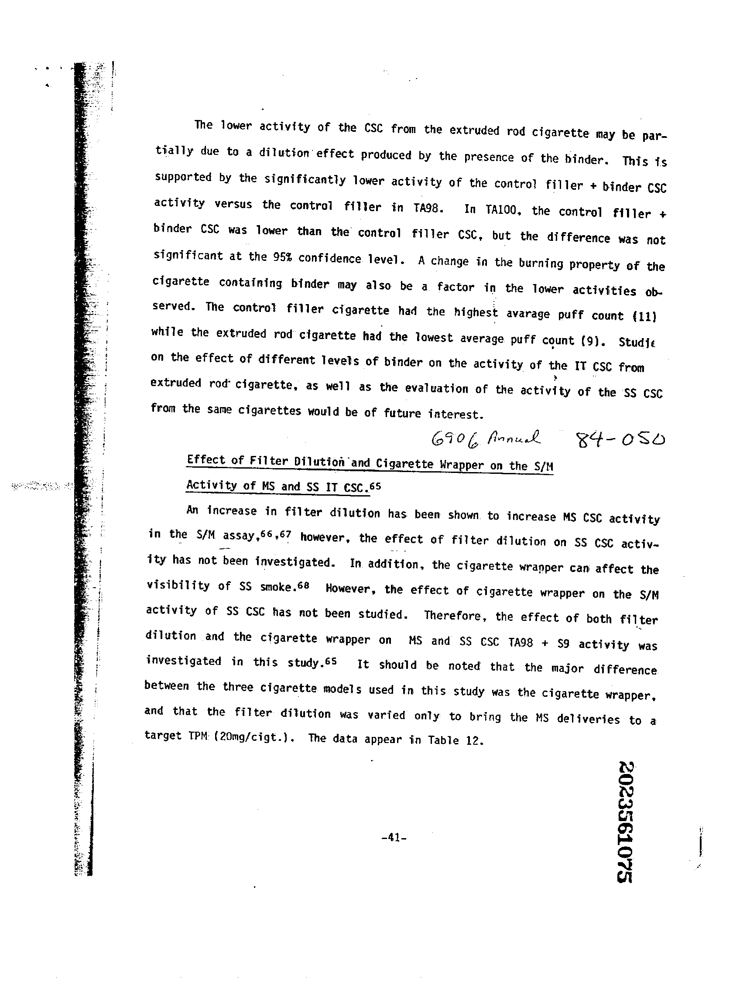 The lower activity of the CSC from the extruded rod cigarette may be par-
tially due to a dilution effect produced by the presence of the binder. This is
supported by the significantly lower activity of the control filler + binder CSC
activity versus the control filler in TA98. In TA100, the control filler +
binder CSC was lower than the control filler CSC, but the difference was not
significant at the 95% confidence level. A change in the burning property of the
cigarette containing binder may also be a factor in the lower activities ob-
served. The control filler cigarette had the highest avarage puff count (11)
while the extruded rod cigarette had the lowest average puff count (9). Studie
on the effect of different levels of binder on the activity of the IT CSC from
extruded rod cigarette, as well as the evaluation of the activity of the SS CSC
from the same cigarettes would be of future interest.
6906 Annual 84-050
Effect of Filter Dilution and Cigarette Wrapper on the S/M
Activity of MS and SS IT CSC.65
An increase in filter dilution has been shown to increase MS CSC activity
in the S/M assay,66,67 however, the effect of filter dilution on SS CSC activ-
ity has not been investigated. In addition, the cigarette wrapper can affect the
visibility of SS smoke.68 However, the effect of cigarette wrapper on the S/M
activity of SS CSC has not been studied. Therefore, the effect of both filter
dilution and the cigarette wrapper on MS and SS CSC TA98 + S9 activity was
investigated in this study.65 It should be noted that the major difference
between the three cigarette models used in this study was the cigarette wrapper,
and that the filter dilution was varied only to bring the MS deliveries to a
target TPM (20mg/cigt.). The data appear in Table 12.
-41-
2023561075